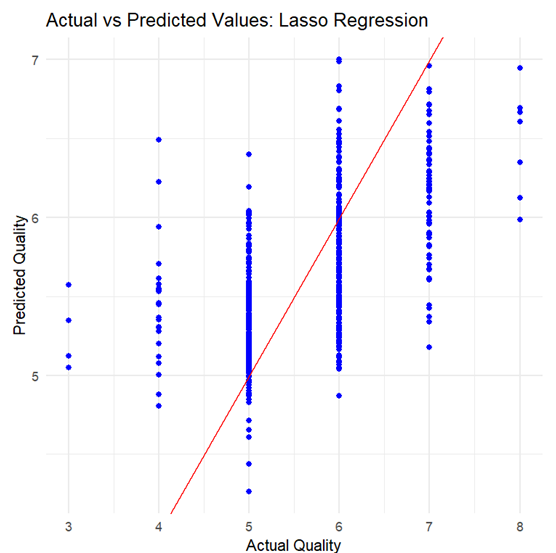 Actual vs Predicted Values: Lasso Regression
7
6
5
Predicted Quality
3 4 5 6 7 8
Actual Quality